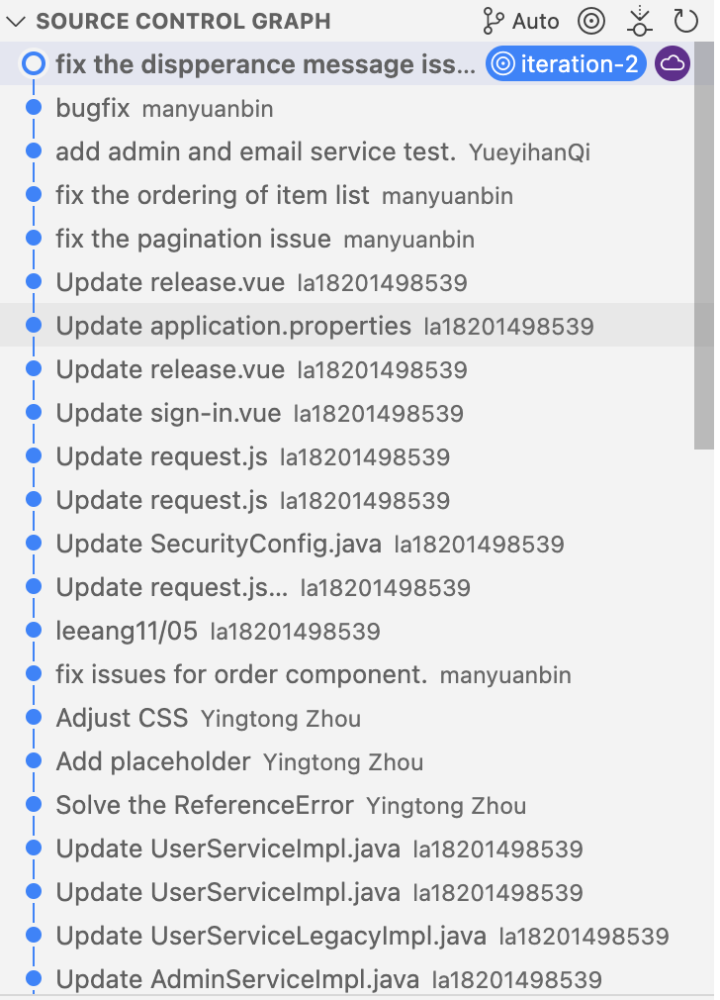 SOURCE CONTROL GRAPH Auto
fix the dispperance message iss... iteration-2
bugfix manyuanbin
add admin and email service test. YueyihanQi
fix the ordering of item list manyuanbin
fix the pagination issue manyuanbin
Update release.vue la18201498539
Update application.properties la18201498539
Update release.vue la18201498539
Update sign-in.vue la18201498539
Update request.js la18201498539
Update request.js la18201498539
Update SecurityConfig.java la18201498539
Update request.js... la18201498539
leeang11/05 la18201498539
fix issues for order component. manyuanbin
Adjust CSS Yingtong Zhou
Add placeholder Yingtong Zhou
Solve the ReferenceError Yingtong Zhou
Update UserServiceImpl.java la18201498539
Update UserServiceImpl.java la18201498539
Update UserServiceLegacyImpl.java la18201498539
Update AdminServiceImpl.java la18201498539